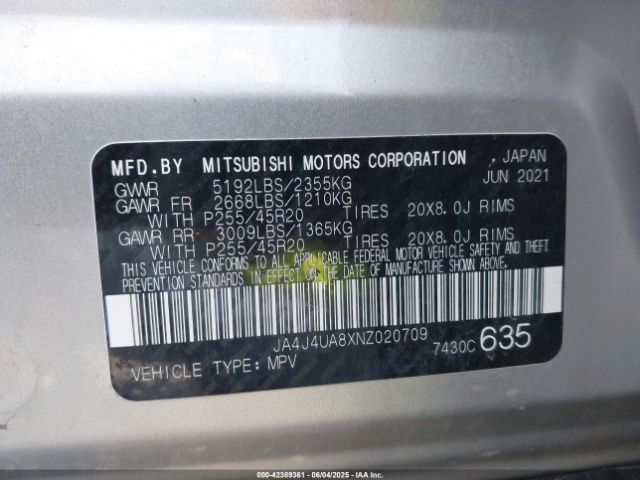 MFD.BY MITSUBISHI MOTORS CORPORATION , JAPAN
GVWR 5192LBS/2355KG JUN 2021
GAWR FR 2668LBS/1210KG
WITH P255/45R20 TIRES 20X8.0J RIMS
GAWR RR 3009LBS/1365KG
WITH P255/45R20 TIRES 20X8.0J RIMS
THIS VEHICLE CONFORMS TO ALL APPLICABLE FEDERAL MOTOR VEHICLE SAFETY AND THEFT
PREVENTION STANDARDS IN EFFECT ON THE DATE OF MANUFACTURE SHOWN ABOVE.
JA4J4UA8XNZ020709
7430C 635
VEHICLE TYPE: MPV
000-42389361 - 06/04/2025 - IAAI.CA